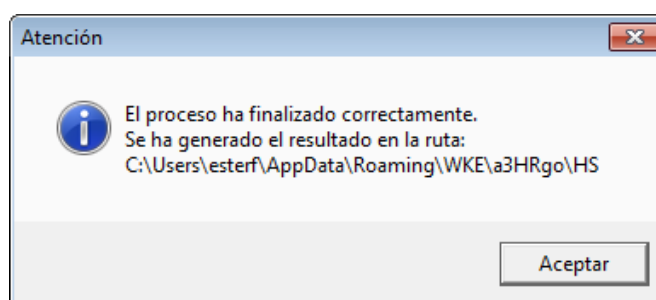 Atención
El proceso ha finalizado correctamente.
Se ha generado el resultado en la ruta:
C:\Users\esterf\AppData\Roaming\WKE\a3HRgo\HS
Aceptar